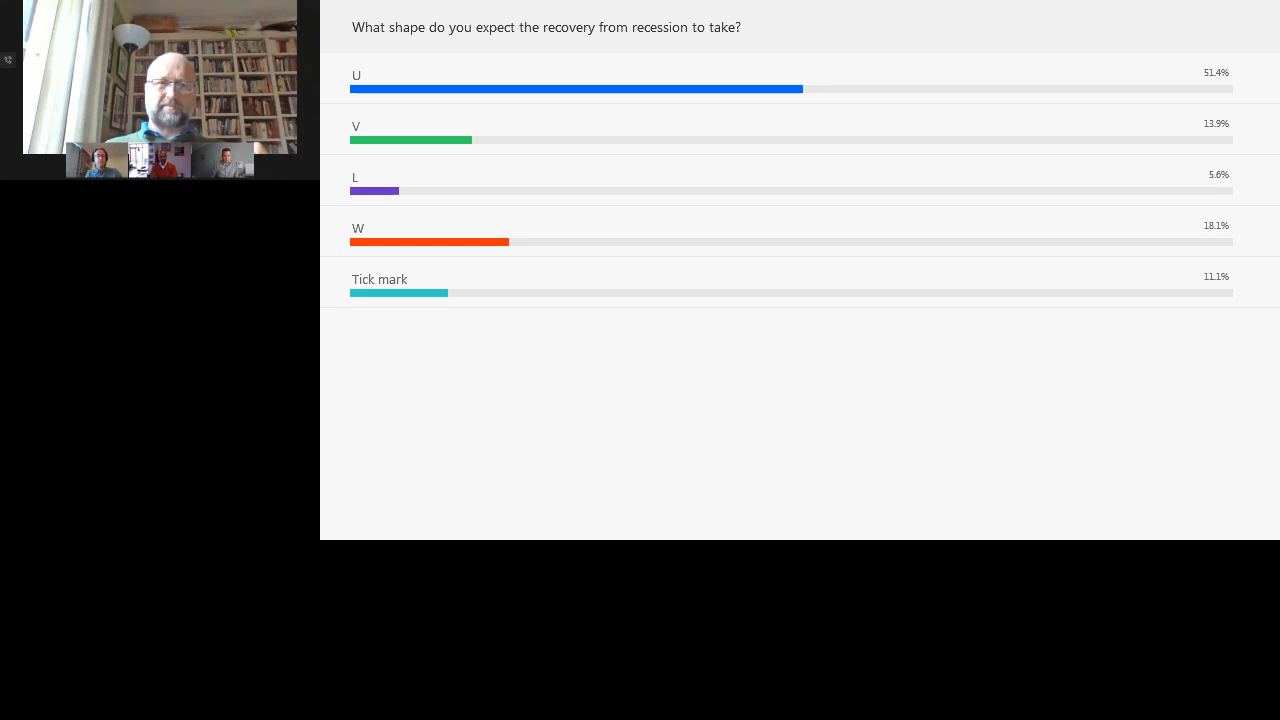 What shape do you expect the recovery from recession to take?
U
51.4%
V
13.9%
L
5.6%
W
18.1%
Tick mark
11.1%